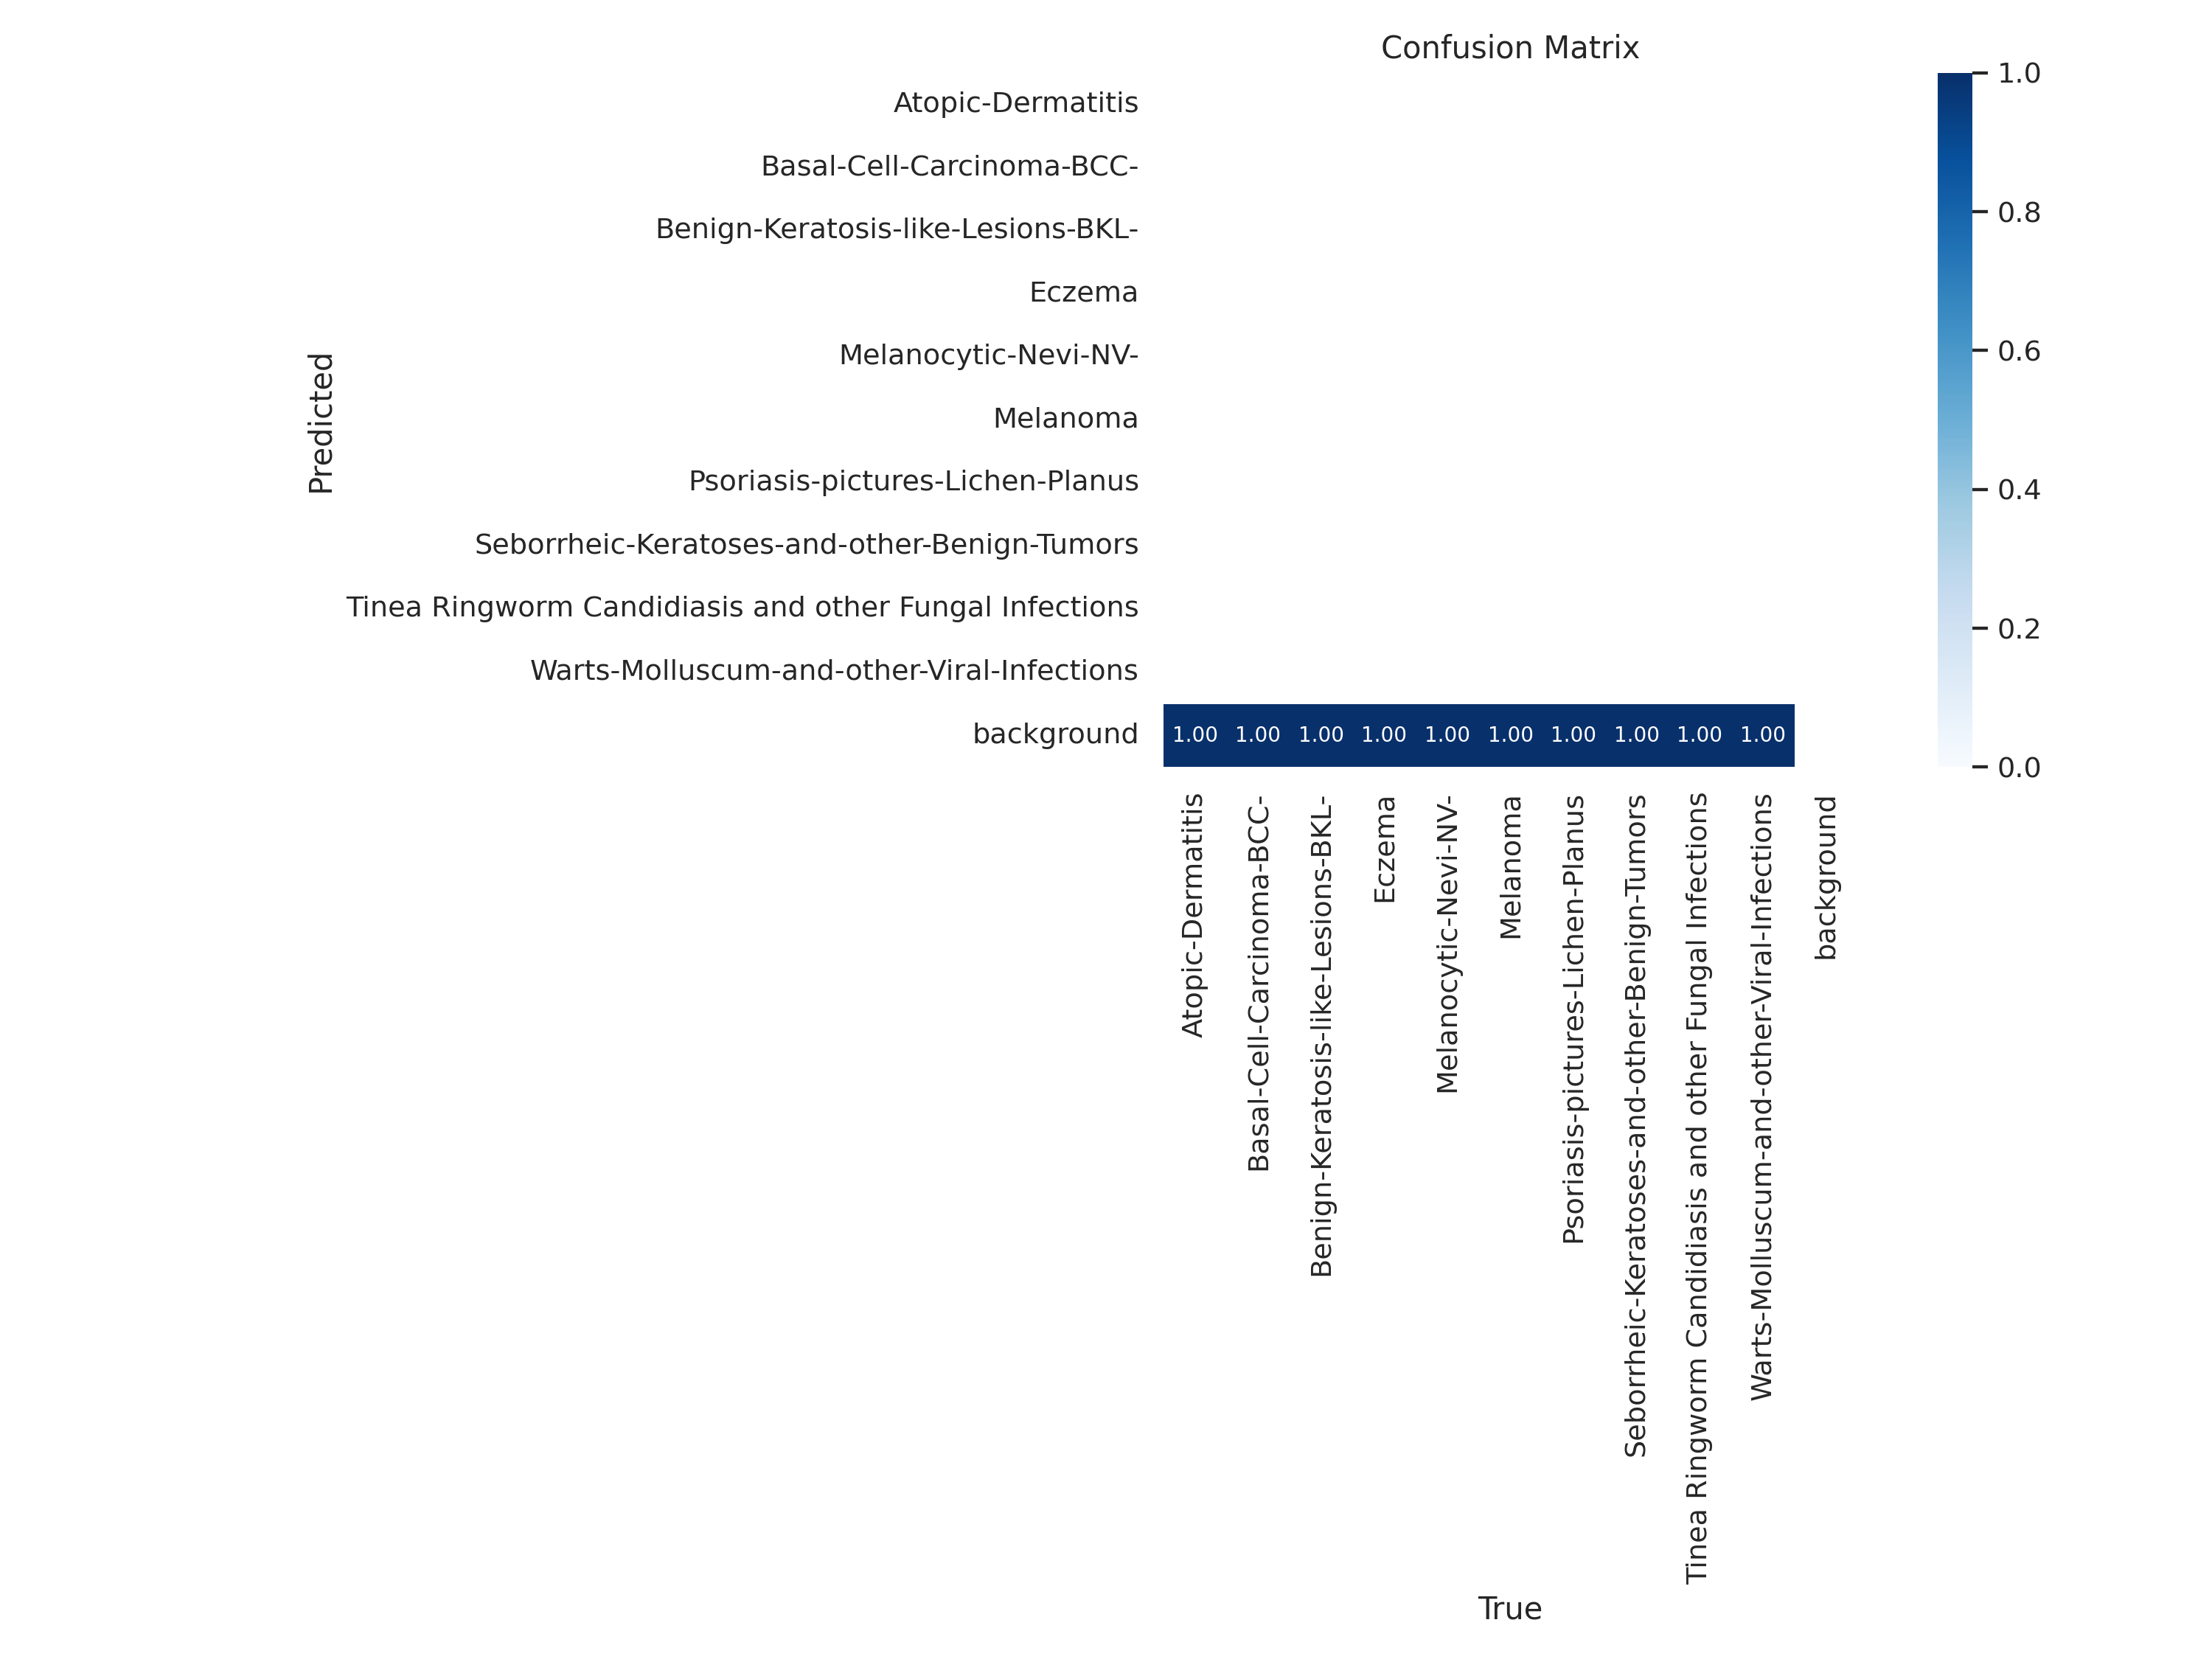 Confusion Matrix
Predicted
Atopic-Dermatitis
Basal-Cell-Carcinoma-BCC-
Benign-Keratosis-like-Lesions-BKL-
Eczema
Melanocytic-Nevi-NV-
Melanoma
Psoriasis-pictures-Lichen-Planus
Seborrheic-Keratoses-and-other-Benign-Tumors
Tinea Ringworm Candidiasis and other Fungal Infections
Warts-Molluscum-and-other-Viral-Infections
background
1.00 1.00 1.00 1.00 1.00 1.00 1.00 1.00 1.00 1.00
1.0
0.8
0.6
0.4
0.2
0.0
Atopic-Dermatitis
Basal-Cell-Carcinoma-BCC-
Benign-Keratosis-like-Lesions-BKL-
Eczema
Melanocytic-Nevi-NV-
Melanoma
Psoriasis-pictures-Lichen-Planus
Seborrheic-Keratoses-and-other-Benign-Tumors
Tinea Ringworm Candidiasis and other Fungal Infections
Warts-Molluscum-and-other-Viral-Infections
background
True